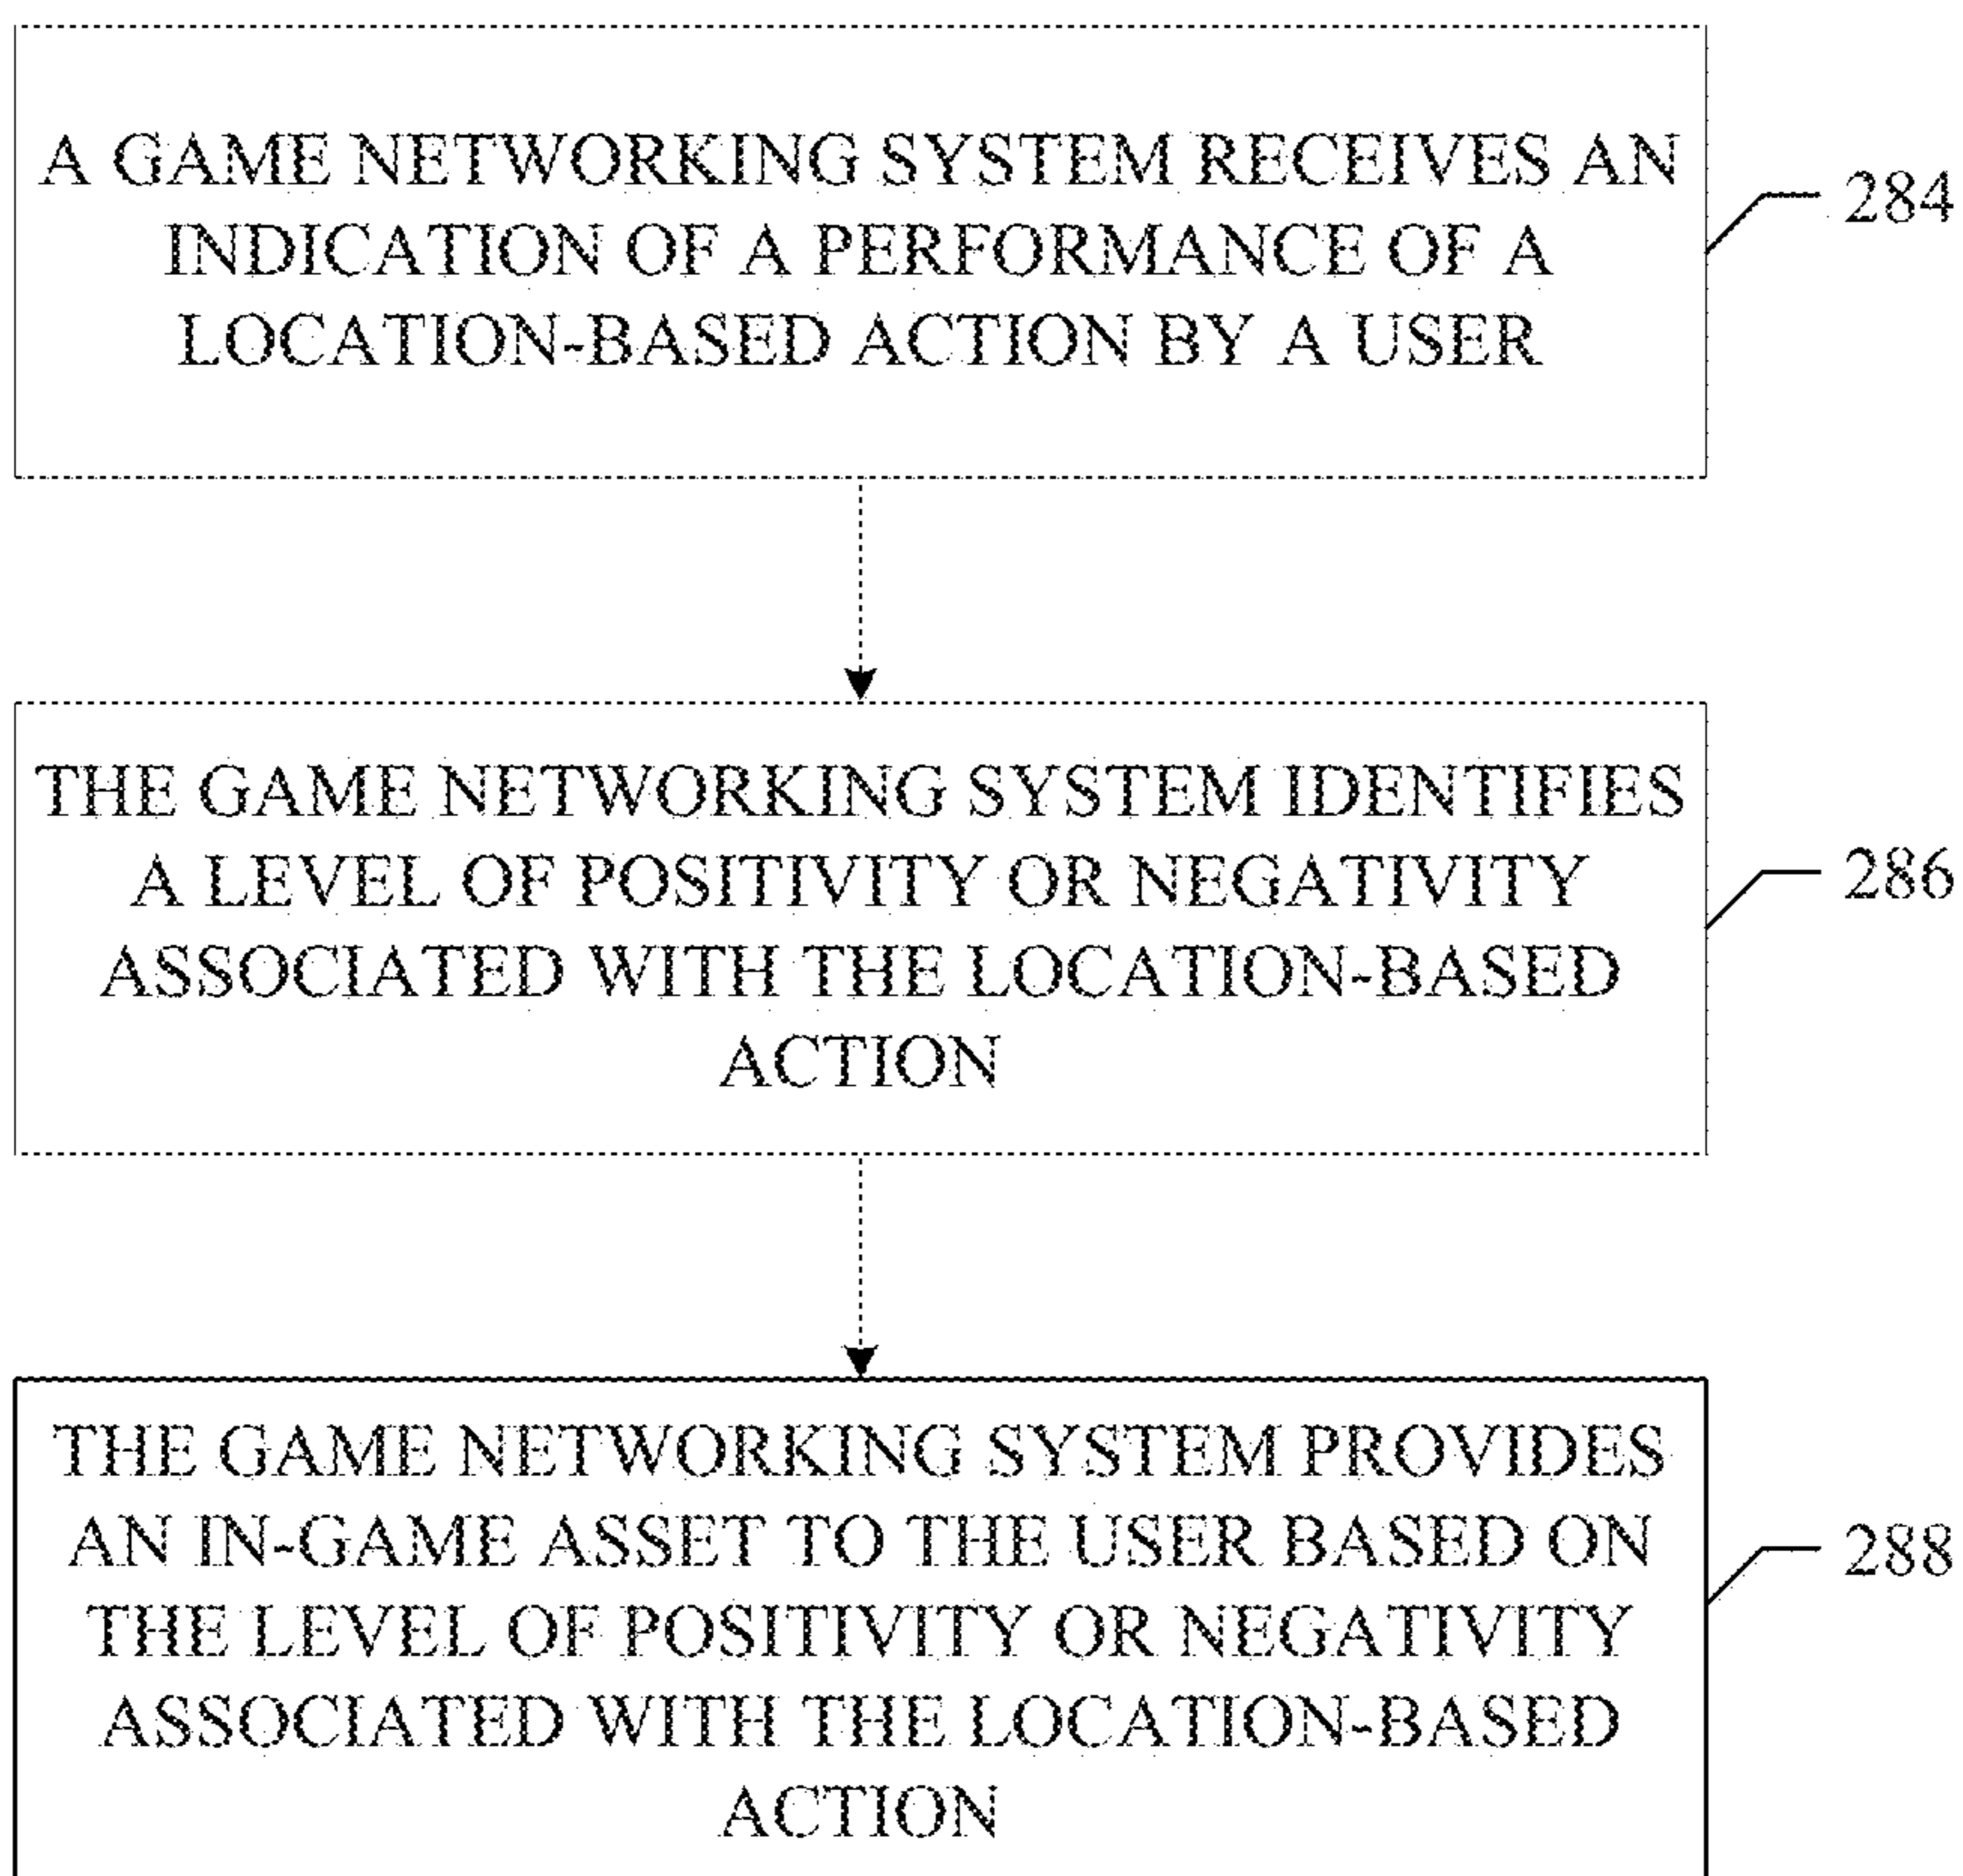 A GAME NETWORKING SYSTEM RECEIVES AN
INDICATION OF A PERFORMANCE OF A
LOCATION-BASED ACTION BY A USER
284
THE GAME NETWORKING SYSTEM IDENTIFIES
A LEVEL OF POSITIVITY OR NEGATIVITY
ASSOCIATED WITH THE LOCATION-BASED
ACTION
286
THE GAME NETWORKING SYSTEM PROVIDES
AN IN-GAME ASSET TO THE USER BASED ON
THE LEVEL OF POSITIVITY OR NEGATIVITY
ASSOCIATED WITH THE LOCATION-BASED
ACTION
288